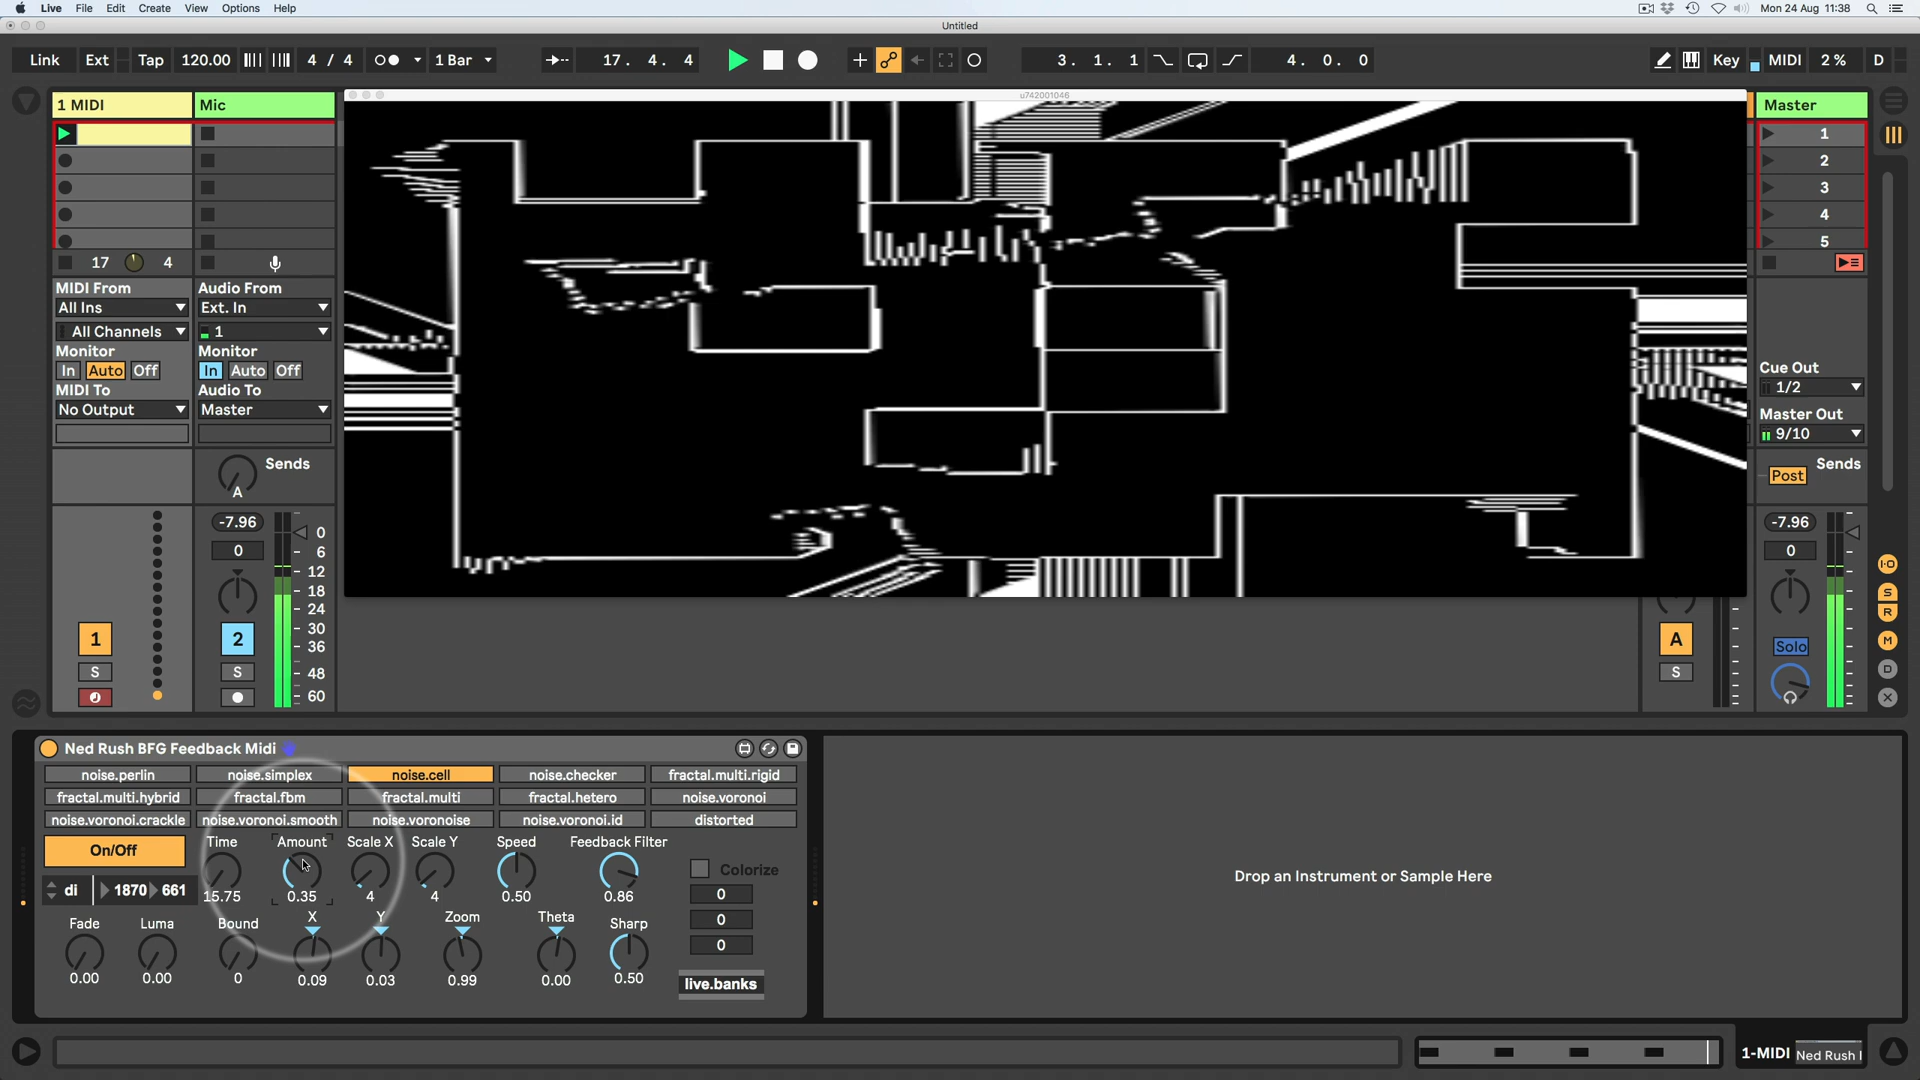 Live File Edit Create View Options Help Mon 24 Aug 11:38
Untitled
Link Ext Tap 120.00 4 / 4 1 Bar 17. 4. 4 3. 1. 1 4. 0. 0 Key MIDI 2 % D
1 MIDI Mic u742001046 Master
1
2
3
4
5
17 4
MIDI From Audio From
All Ins Ext. In
All Channels 1
Monitor Monitor
In Auto Off In Auto Off
MIDI To Audio To
No Output Master
Cue Out
1/2
Master Out
9/10
Sends Sends
A Post
-7.96 0 -7.96
0 6 0
12
18
24
30
36
48
60
1 2 A Solo
S S S
I·O
S
R
M
D
X
Ned Rush BFG Feedback Midi
noise.perlin noise.simplex noise.cell noise.checker fractal.multi.rigid
fractal.multi.hybrid fractal.fbm fractal.multi fractal.hetero noise.voronoi
noise.voronoi.crackle noise.voronoi.smooth noise.voronoise noise.voronoi.id distorted
On/Off Time Amount Scale X Scale Y Speed Feedback Filter
Colorize
di 1870 661 15.75 0.35 4 4 0.50 0.86 0
0
0
Fade Luma Bound X Y Zoom Theta Sharp
0.00 0.00 0 0.09 0.03 0.99 0.00 0.50
live.banks
Drop an Instrument or Sample Here
1-MIDI Ned Rush